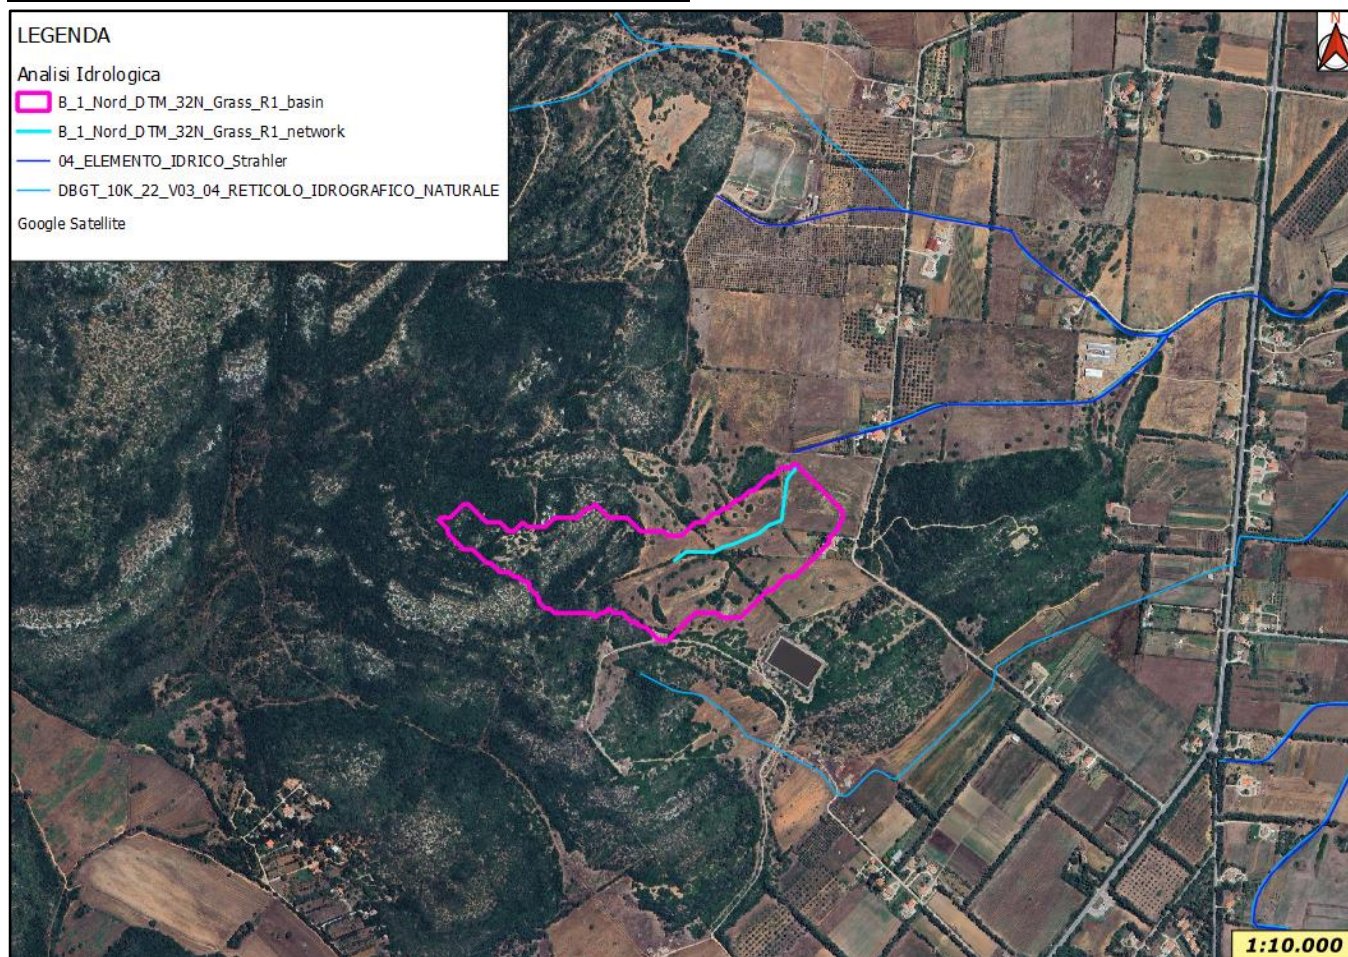 LEGENDA
N
Analisi Idrologica
B_1_Nord_DTM_32N_Grass_R1_basin
B_1_Nord_DTM_32N_Grass_R1_network
04_ELEMENTO_IDRICO_Strahler
DBGT_10K_22_V03_04_RETICOLO_IDROGRAFICO_NATURALE
Google Satellite
1:10.000